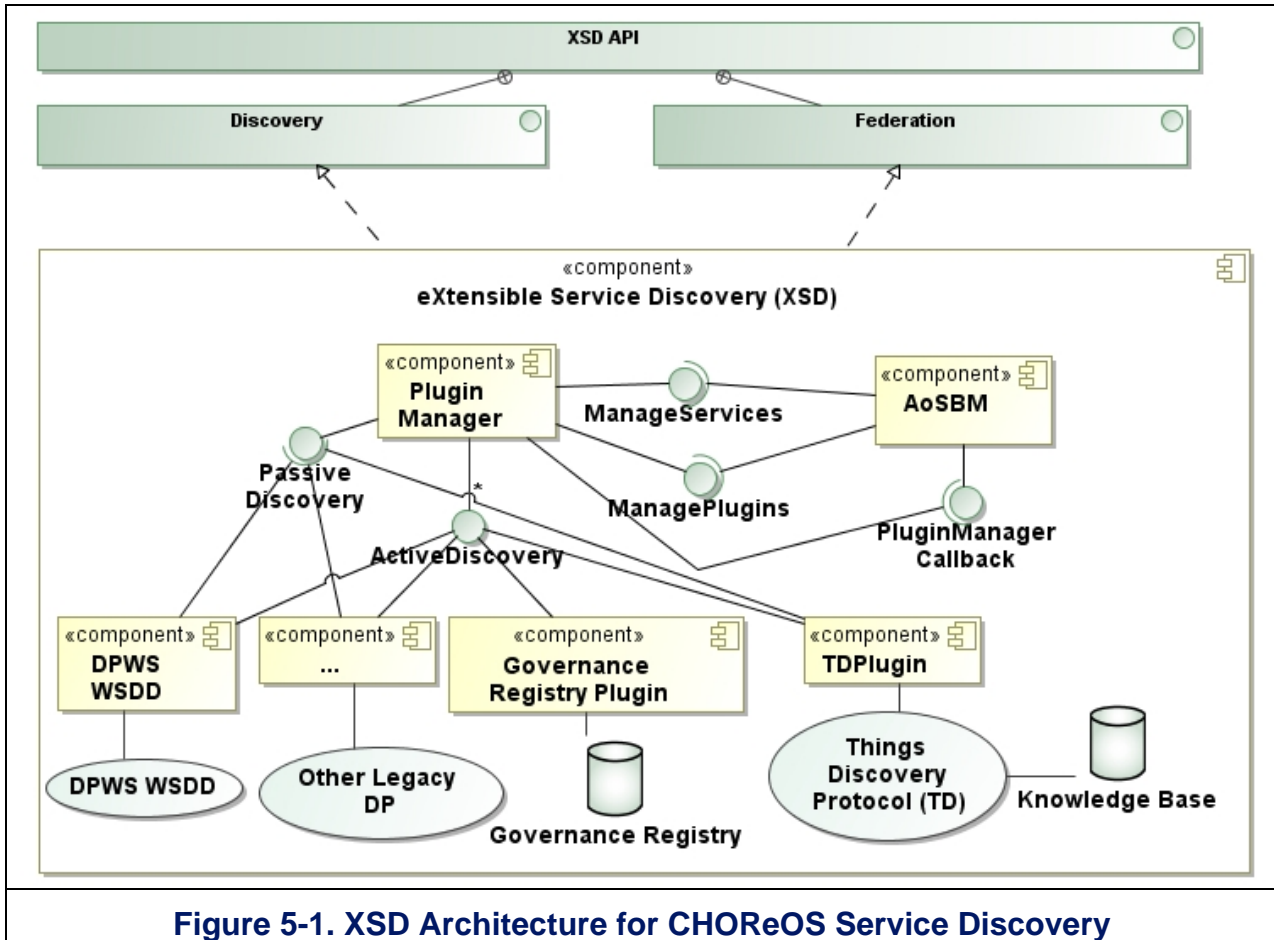 XSD API
Discovery
Federation
«component»
eXtensible Service Discovery (XSD)
«component»
Plugin
Manager
ManageServices
«component»
AoSBM
Passive
Discovery
*
ManagePlugins
ActiveDiscovery
PluginManager
Callback
«component»
DPWS
WSDD
«component»
...
«component»
Governance
Registry Plugin
«component»
TDPlugin
DPWS WSDD
Other Legacy
DP
Governance Registry
Things
Discovery
Protocol (TD)
Knowledge Base
Figure 5-1. XSD Architecture for CHOReOS Service Discovery